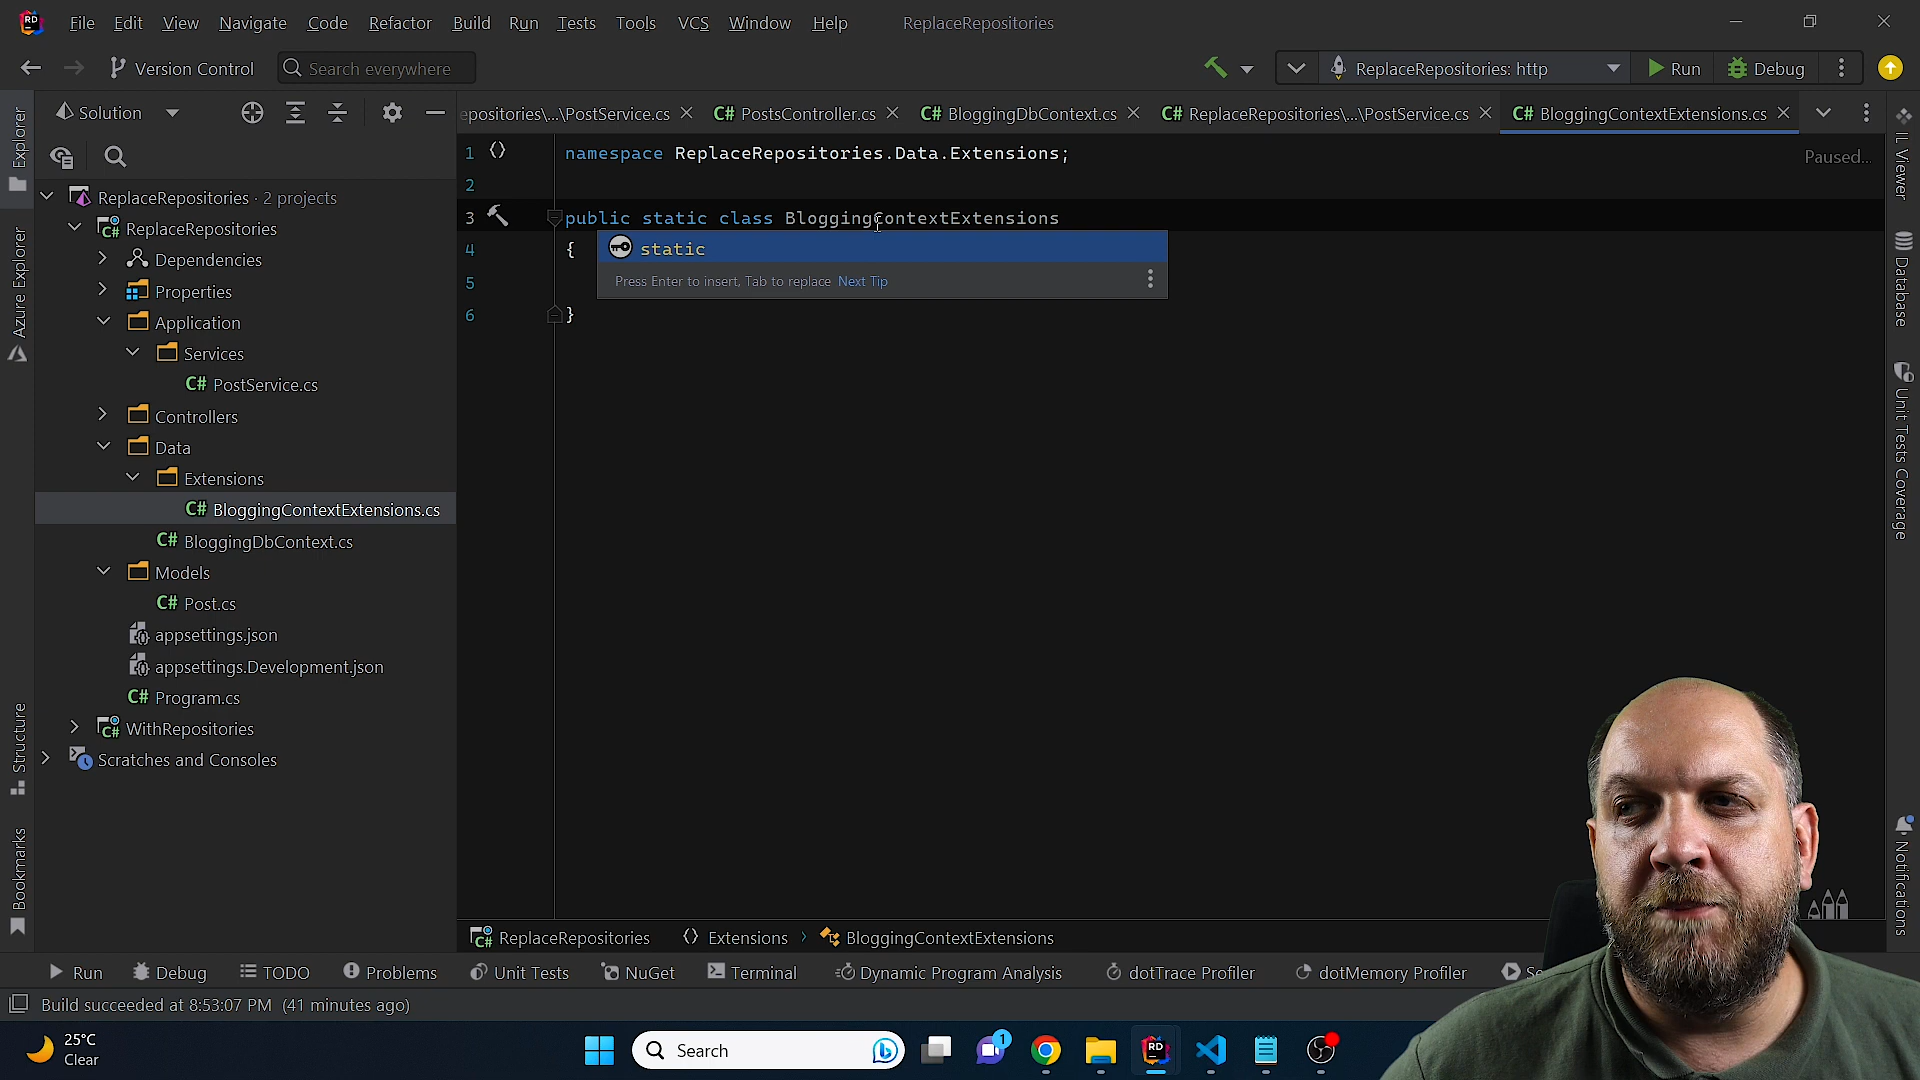 File Edit View Navigate Code Refactor Build Run Tests Tools VCS Window Help ReplaceRepositories
Version Control Search everywhere ReplaceRepositories: http Run Debug
Solution
epositories\...\PostService.cs C# PostsController.cs C# BloggingDbContext.cs C# ReplaceRepositories\...\PostService.cs C# BloggingContextExtensions.cs
Explorer
Azure Explorer
Structure
Bookmarks
ReplaceRepositories · 2 projects
C# ReplaceRepositories
Dependencies
Properties
Application
Services
C# PostService.cs
Controllers
Data
Extensions
C# BloggingContextExtensions.cs
C# BloggingDbContext.cs
Models
C# Post.cs
appsettings.json
appsettings.Development.json
C# Program.cs
C# WithRepositories
Scratches and Consoles
1 namespace ReplaceRepositories.Data.Extensions;
2
3 public static class BloggingContextExtensions
4 {
5
6 }
static
Press Enter to insert, Tab to replace Next Tip
Paused...
IL Viewer
Database
Unit Tests Coverage
Notifications
C# ReplaceRepositories Extensions BloggingContextExtensions
Run Debug TODO Problems Unit Tests NuGet Terminal Dynamic Program Analysis dotTrace Profiler dotMemory Profiler
Build succeeded at 8:53:07 PM (41 minutes ago)
25°C
Clear
Search
1
RD